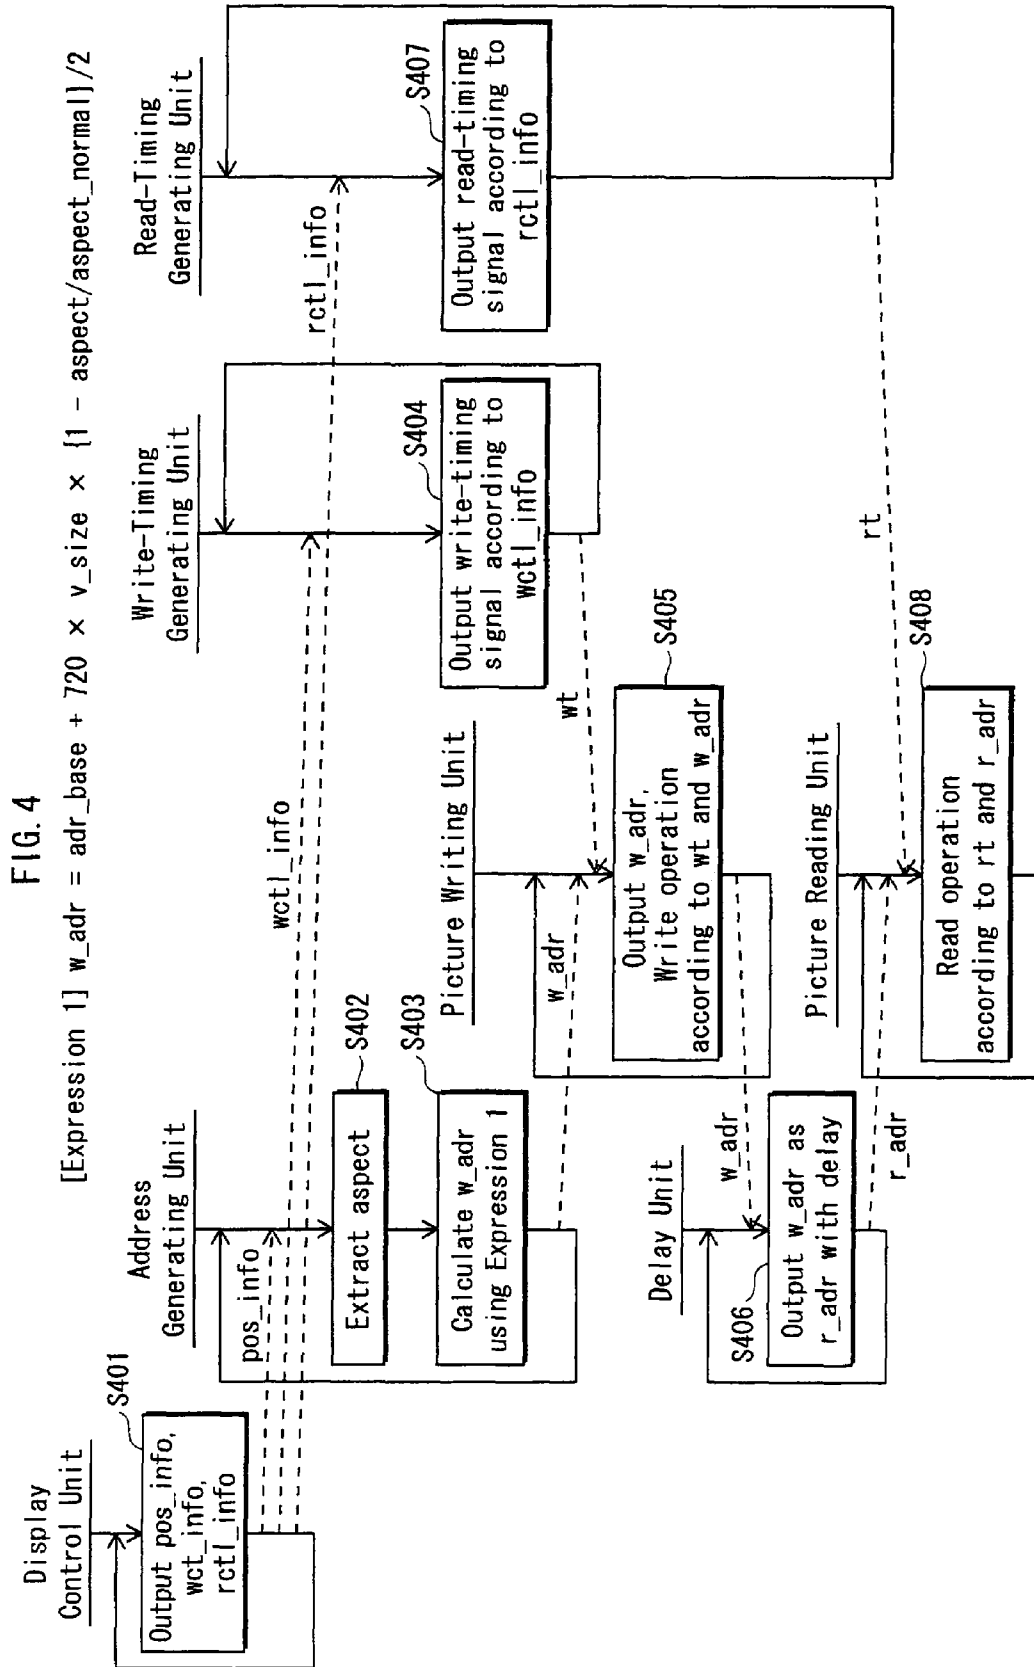 FIG. 4
[Expression 1] w_adr = adr_base + 720 × v_size × {1 - aspect/aspect_normal}/2
Display
Control Unit
S401
Output pos_info,
wct_info,
rctl_info
Address
Generating Unit
pos_info
S402
Extract aspect
S403
Calculate w_adr
using Expression 1
wctl_info
rctl_info
Write-Timing
Generating Unit
S404
Output write-timing
signal according to
wctl_info
Read-Timing
Generating Unit
S407
Output read-timing
signal according to
rctl_info
Picture Writing Unit
w_adr
wt
S405
Output w_adr,
Write operation
according to wt and w_adr
Delay Unit
w_adr
S406
Output w_adr as
r_adr with delay
r_adr
Picture Reading Unit
rt
S408
Read operation
according to rt and r_adr